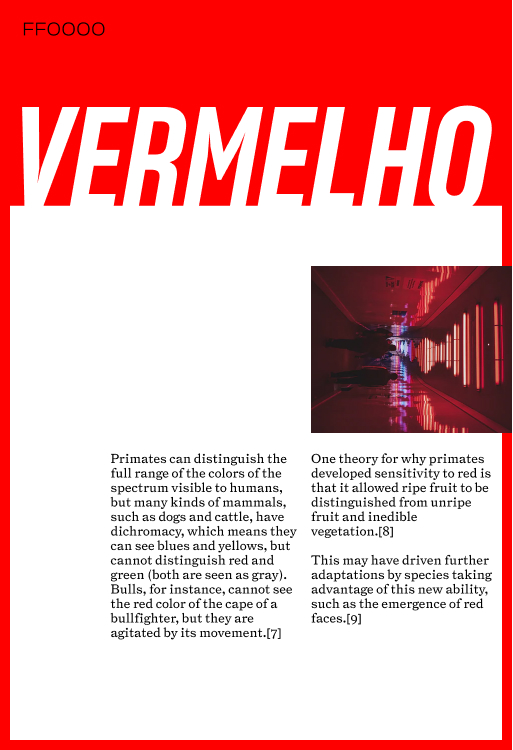 FF0000
VERMELHO
Primates can distinguish the
full range of the colors of the
spectrum visible to humans,
but many kinds of mammals,
such as dogs and cattle, have
dichromacy, which means they
can see blues and yellows, but
cannot distinguish red and
green (both are seen as gray).
Bulls, for instance, cannot see
the red color of the cape of a
bullfighter, but they are
agitated by its movement.[7]
One theory for why primates
developed sensitivity to red is
that it allowed ripe fruit to be
distinguished from unripe
fruit and inedible
vegetation.[8]
This may have driven further
adaptations by species taking
advantage of this new ability,
such as the emergence of red
faces.[9]